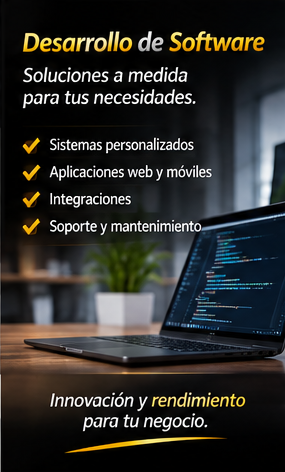 Desarrollo de Software
Soluciones a medida
para tus necesidades.
Sistemas personalizados
Aplicaciones web y móviles
Integraciones
Soporte y mantenimiento
Innovación y rendimiento
para tu negocio.